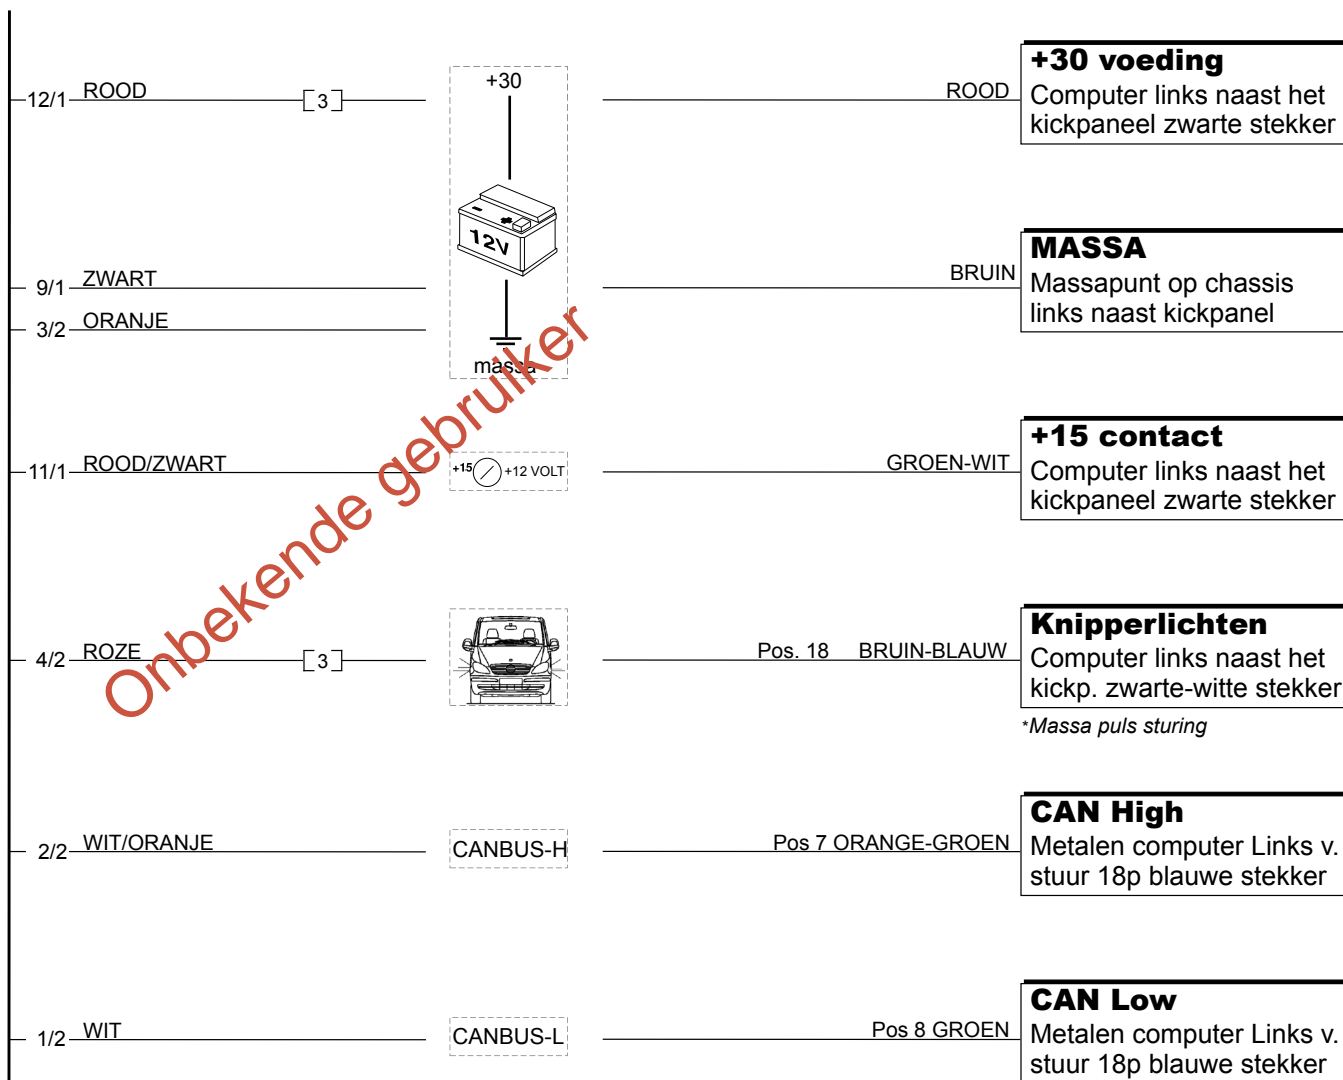 12/1 ROOD [3] +30 ROOD
+30 voeding
Computer links naast het
kickpaneel zwarte stekker
12V
9/1 ZWART BRUIN
MASSA
Massapunt op chassis
links naast kickpanel
3/2 ORANJE
massa
11/1 ROOD/ZWART +15 +12 VOLT GROEN-WIT
+15 contact
Computer links naast het
kickpaneel zwarte stekker
Onbekende gebruiker
4/2 ROZE [3] Pos. 18 BRUIN-BLAUW
Knipperlichten
Computer links naast het
kickp. zwarte-witte stekker
*Massa puls sturing
2/2 WIT/ORANJE CANBUS-H Pos 7 ORANGE-GROEN
CAN High
Metalen computer Links v.
stuur 18p blauwe stekker
1/2 WIT CANBUS-L Pos 8 GROEN
CAN Low
Metalen computer Links v.
stuur 18p blauwe stekker